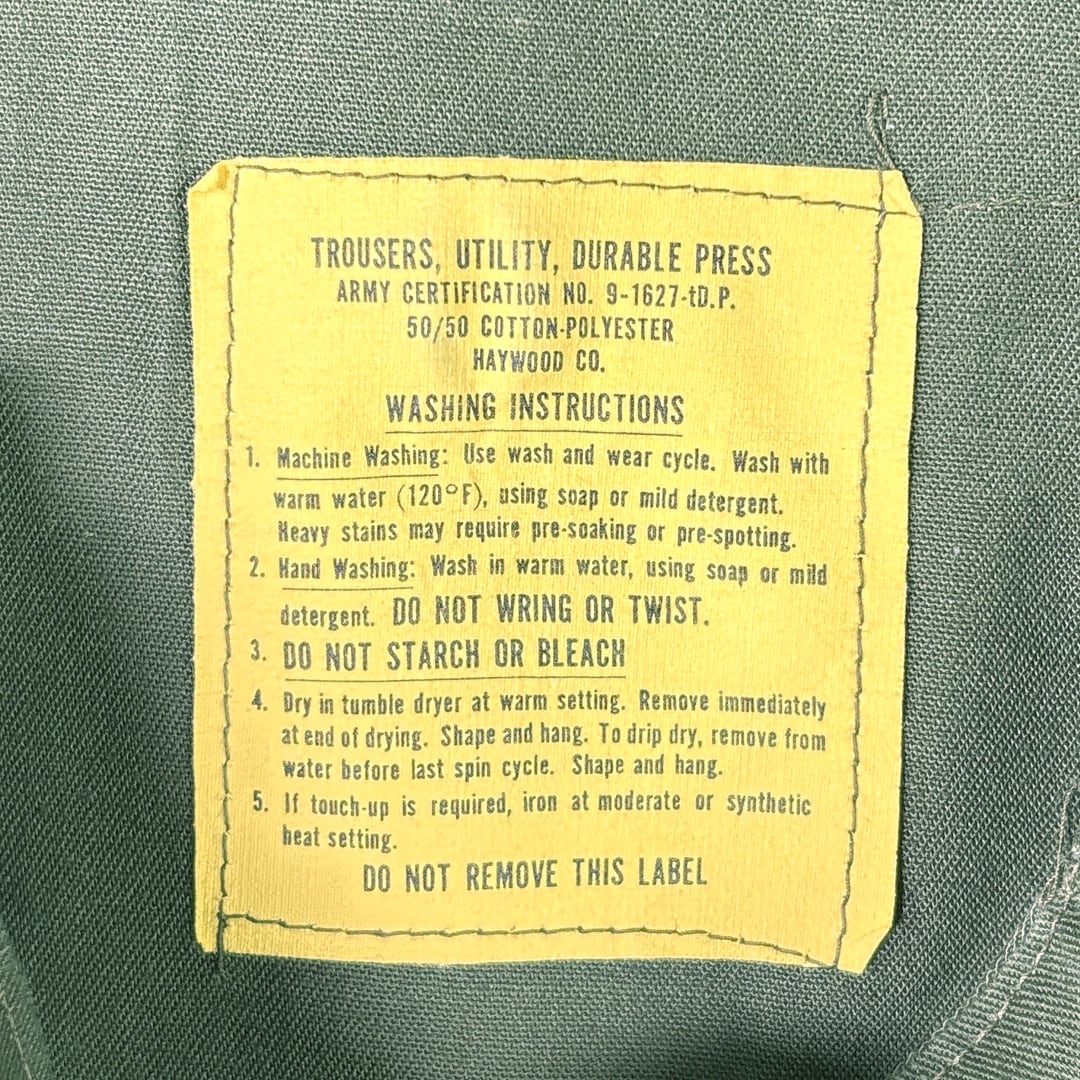 TROUSERS, UTILITY, DURABLE PRESS
ARMY CERTIFICATION NO. 9-1627-tD.P.
50/50 COTTON-POLYESTER
HAYWOOD CO.
WASHING INSTRUCTIONS
1. Machine Washing: Use wash and wear cycle. Wash with
warm water (120°F), using soap or mild detergent.
Heavy stains may require pre-soaking or pre-spotting.
2. Hand Washing: Wash in warm water, using soap or mild
detergent. DO NOT WRING OR TWIST.
3. DO NOT STARCH OR BLEACH
4. Dry in tumble dryer at warm setting. Remove immediately
at end of drying. Shape and hang. To drip dry, remove from
water before last spin cycle. Shape and hang.
5. If touch-up is required, iron at moderate or synthetic
heat setting.
DO NOT REMOVE THIS LABEL